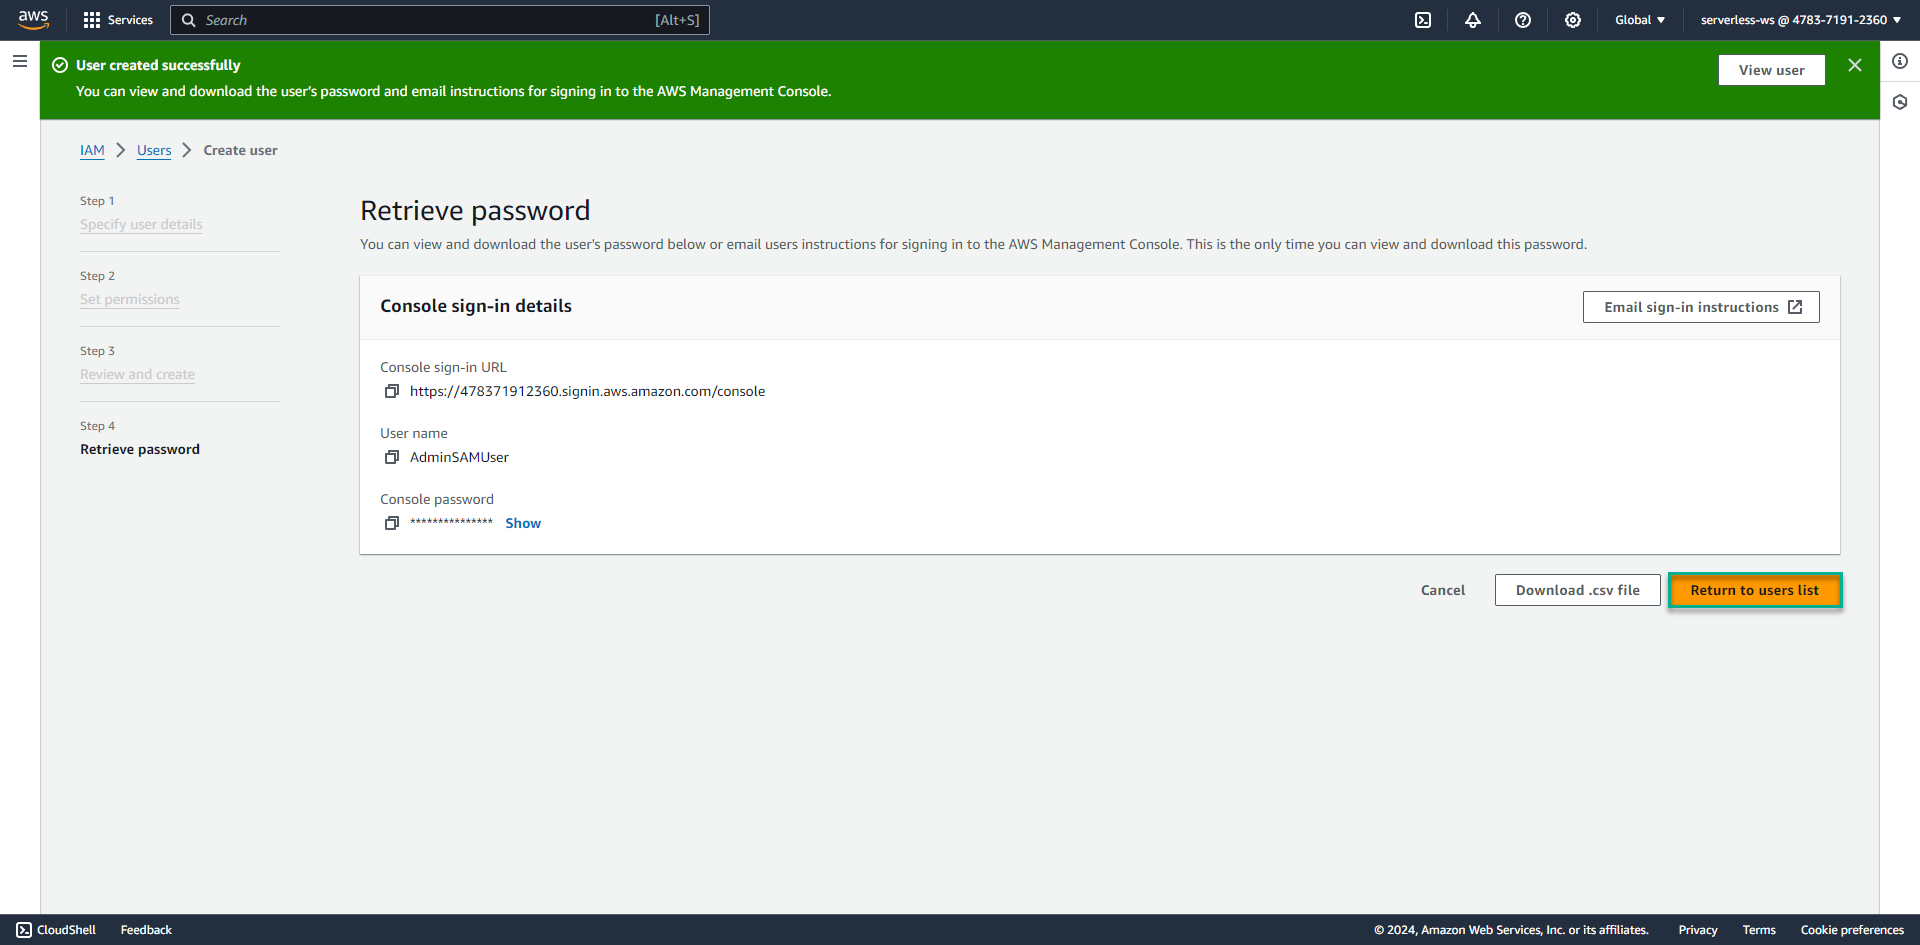 aws Services Search [Alt+S] Global serverless-ws @ 4783-7191-2360
User created successfully View user
You can view and download the user's password and email instructions for signing in to the AWS Management Console.
IAM Users Create user
Step 1
Specify user details
Step 2
Set permissions
Step 3
Review and create
Step 4
Retrieve password
Retrieve password
You can view and download the user's password below or email users instructions for signing in to the AWS Management Console. This is the only time you can view and download this password.
Console sign-in details Email sign-in instructions
Console sign-in URL
https://478371912360.signin.aws.amazon.com/console
User name
AdminSAMUser
Console password
*************** Show
Cancel Download .csv file Return to users list
CloudShell Feedback © 2024, Amazon Web Services, Inc. or its affiliates. Privacy Terms Cookie preferences